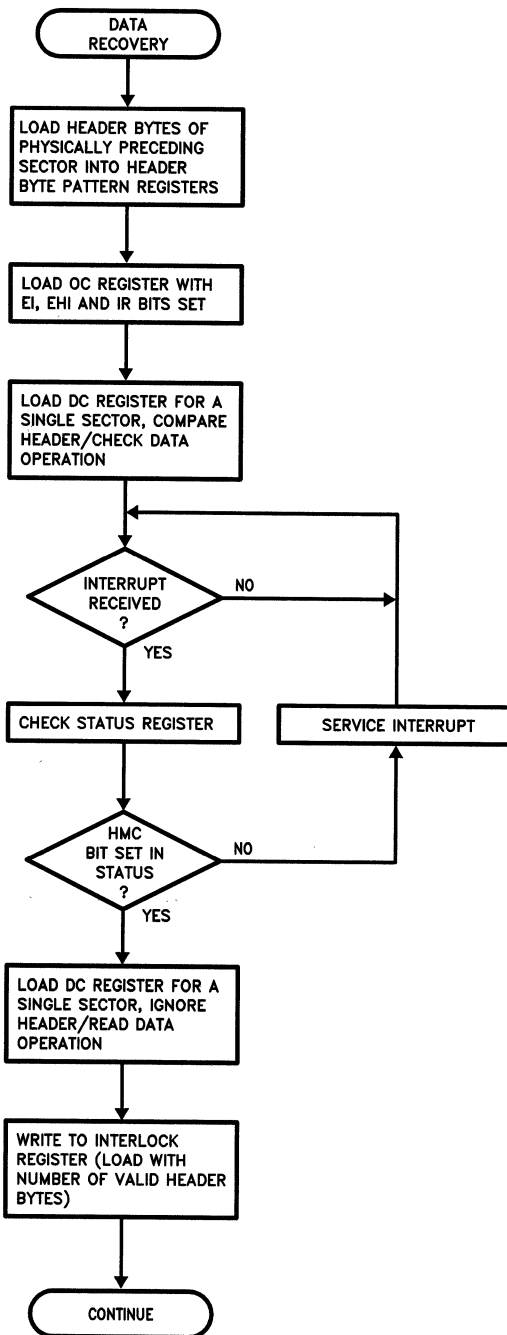 DATA
RECOVERY
LOAD HEADER BYTES OF
PHYSICALLY PRECEDING
SECTOR INTO HEADER
BYTE PATTERN REGISTERS
LOAD OC REGISTER WITH
EI, EHI AND IR BITS SET
LOAD DC REGISTER FOR A
SINGLE SECTOR, COMPARE
HEADER/CHECK DATA
OPERATION
INTERRUPT
RECEIVED
?
NO
YES
CHECK STATUS REGISTER
SERVICE INTERRUPT
HMC
BIT SET IN
STATUS
?
NO
YES
LOAD DC REGISTER FOR A
SINGLE SECTOR, IGNORE
HEADER/READ DATA
OPERATION
WRITE TO INTERLOCK
REGISTER (LOAD WITH
NUMBER OF VALID HEADER
BYTES)
CONTINUE